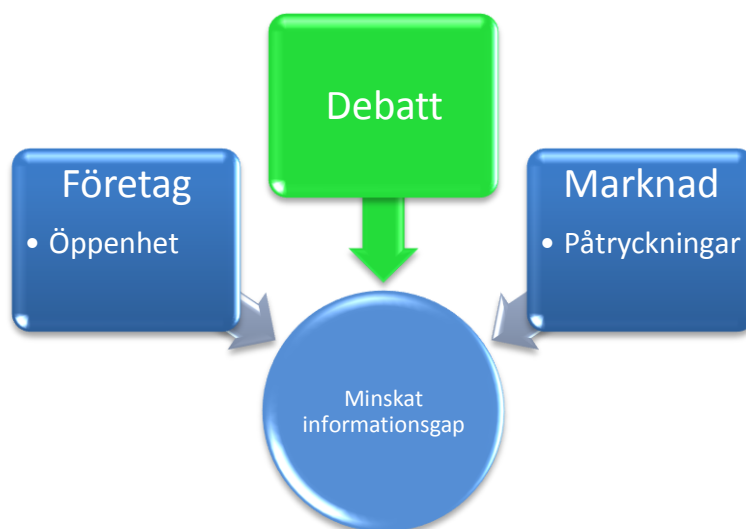 Debatt
Företag
• Öppenhet
Marknad
• Påtryckningar
Minskat
informationsgap